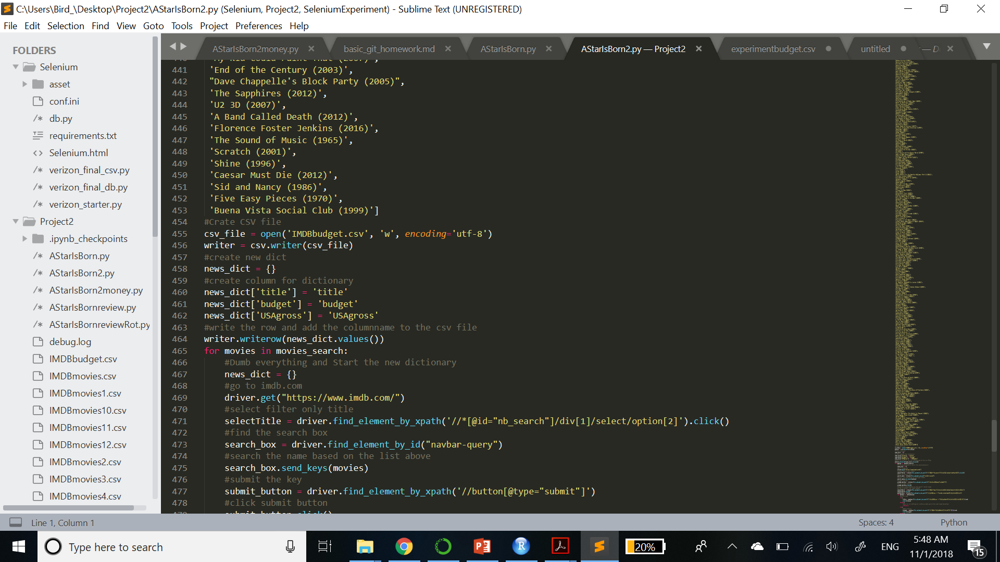 C:\Users\Bird_\Desktop\Project2\AStarIsBorn2.py (Selenium, Project2, SeleniumExperiment) - Sublime Text (UNREGISTERED)
File Edit Selection Find View Goto Tools Project Preferences Help
AStarIsBorn2money.py basic_git_homework.md AStarIsBorn.py AStarIsBorn2.py — Project2 experimentbudget.csv untitled — D
FOLDERS
Selenium
asset
conf.ini
db.py
requirements.txt
Selenium.html
verizon_final_csv.py
verizon_final_db.py
verizon_starter.py
Project2
.ipynb_checkpoints
AStarIsBorn.py
AStarIsBorn2.py
AStarIsBorn2money.py
AStarIsBornreview.py
AStarIsBornreviewRot.py
debug.log
IMDBbudget.csv
IMDBmovies.csv
IMDBmovies1.csv
IMDBmovies10.csv
IMDBmovies11.csv
IMDBmovies12.csv
IMDBmovies2.csv
IMDBmovies3.csv
IMDBmovies4.csv
441 'End of the Century (2003)',
442 "Dave Chappelle's Block Party (2005)",
443 'The Sapphires (2012)',
444 'U2 3D (2007)',
445 'A Band Called Death (2012)',
446 'Florence Foster Jenkins (2016)',
447 'The Sound of Music (1965)',
448 'Scratch (2001)',
449 'Shine (1996)',
450 'Caesar Must Die (2012)',
451 'Sid and Nancy (1986)',
452 'Five Easy Pieces (1970)',
453 'Buena Vista Social Club (1999)']
454 #Crate CSV file
455 csv_file = open('IMDBbudget.csv', 'w', encoding='utf-8')
456 writer = csv.writer(csv_file)
457 #create new dict
458 news_dict = {}
459 #create column for dictionary
460 news_dict['title'] = 'title'
461 news_dict['budget'] = 'budget'
462 news_dict['USAgross'] = 'USAgross'
463 #write the row and add the columnname to the csv file
464 writer.writerow(news_dict.values())
465 for movies in movies_search:
466 #Dumb everything and Start the new dictionary
467 news_dict = {}
468 #go to imdb.com
469 driver.get("https://www.imdb.com/")
470 #select filter only title
471 selectTitle = driver.find_element_by_xpath('//*[@id="nb_search"]/div[1]/select/option[2]').click()
472 #find the search box
473 search_box = driver.find_element_by_id("navbar-query")
474 #search the name based on the list above
475 search_box.send_keys(movies)
476 #submit the key
477 submit_button = driver.find_element_by_xpath('//button[@type="submit"]')
478 #click submit button
Line 1, Column 1 Spaces: 4 Python
Type here to search 20% ENG 5:48 AM
11/1/2018 15